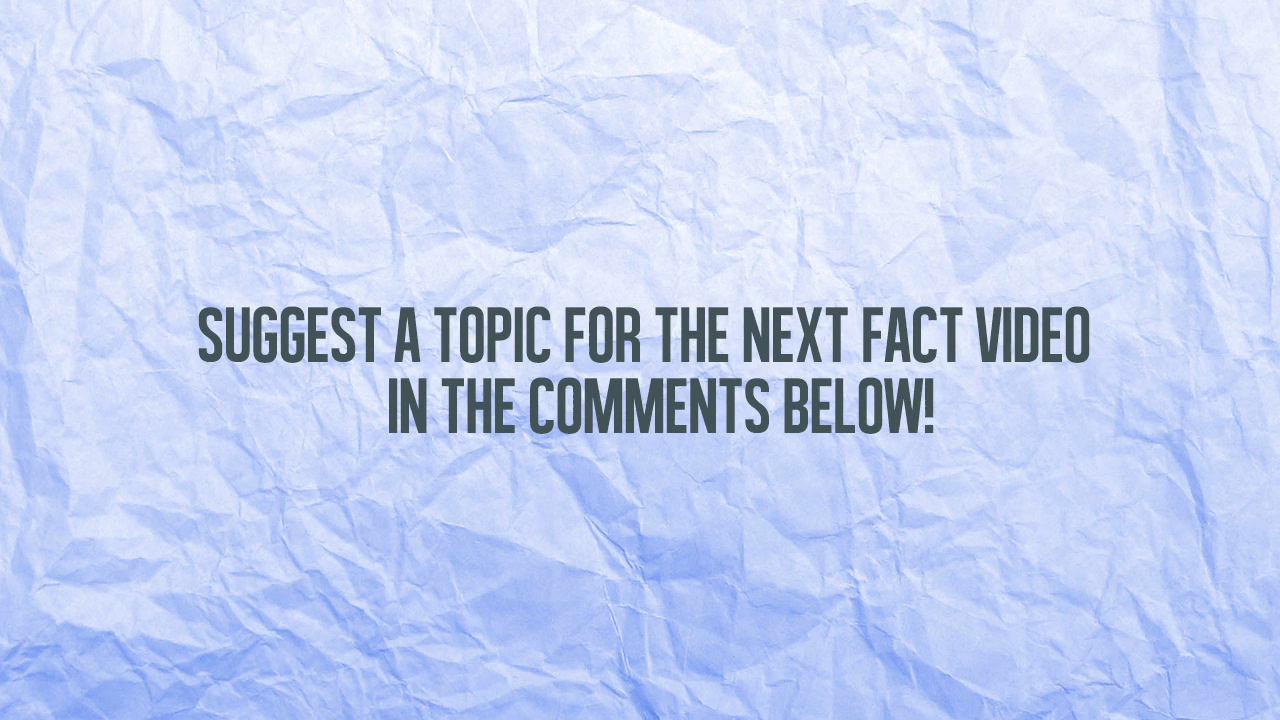 SUGGEST A TOPIC FOR THE NEXT FACT VIDEO
IN THE COMMENTS BELOW!